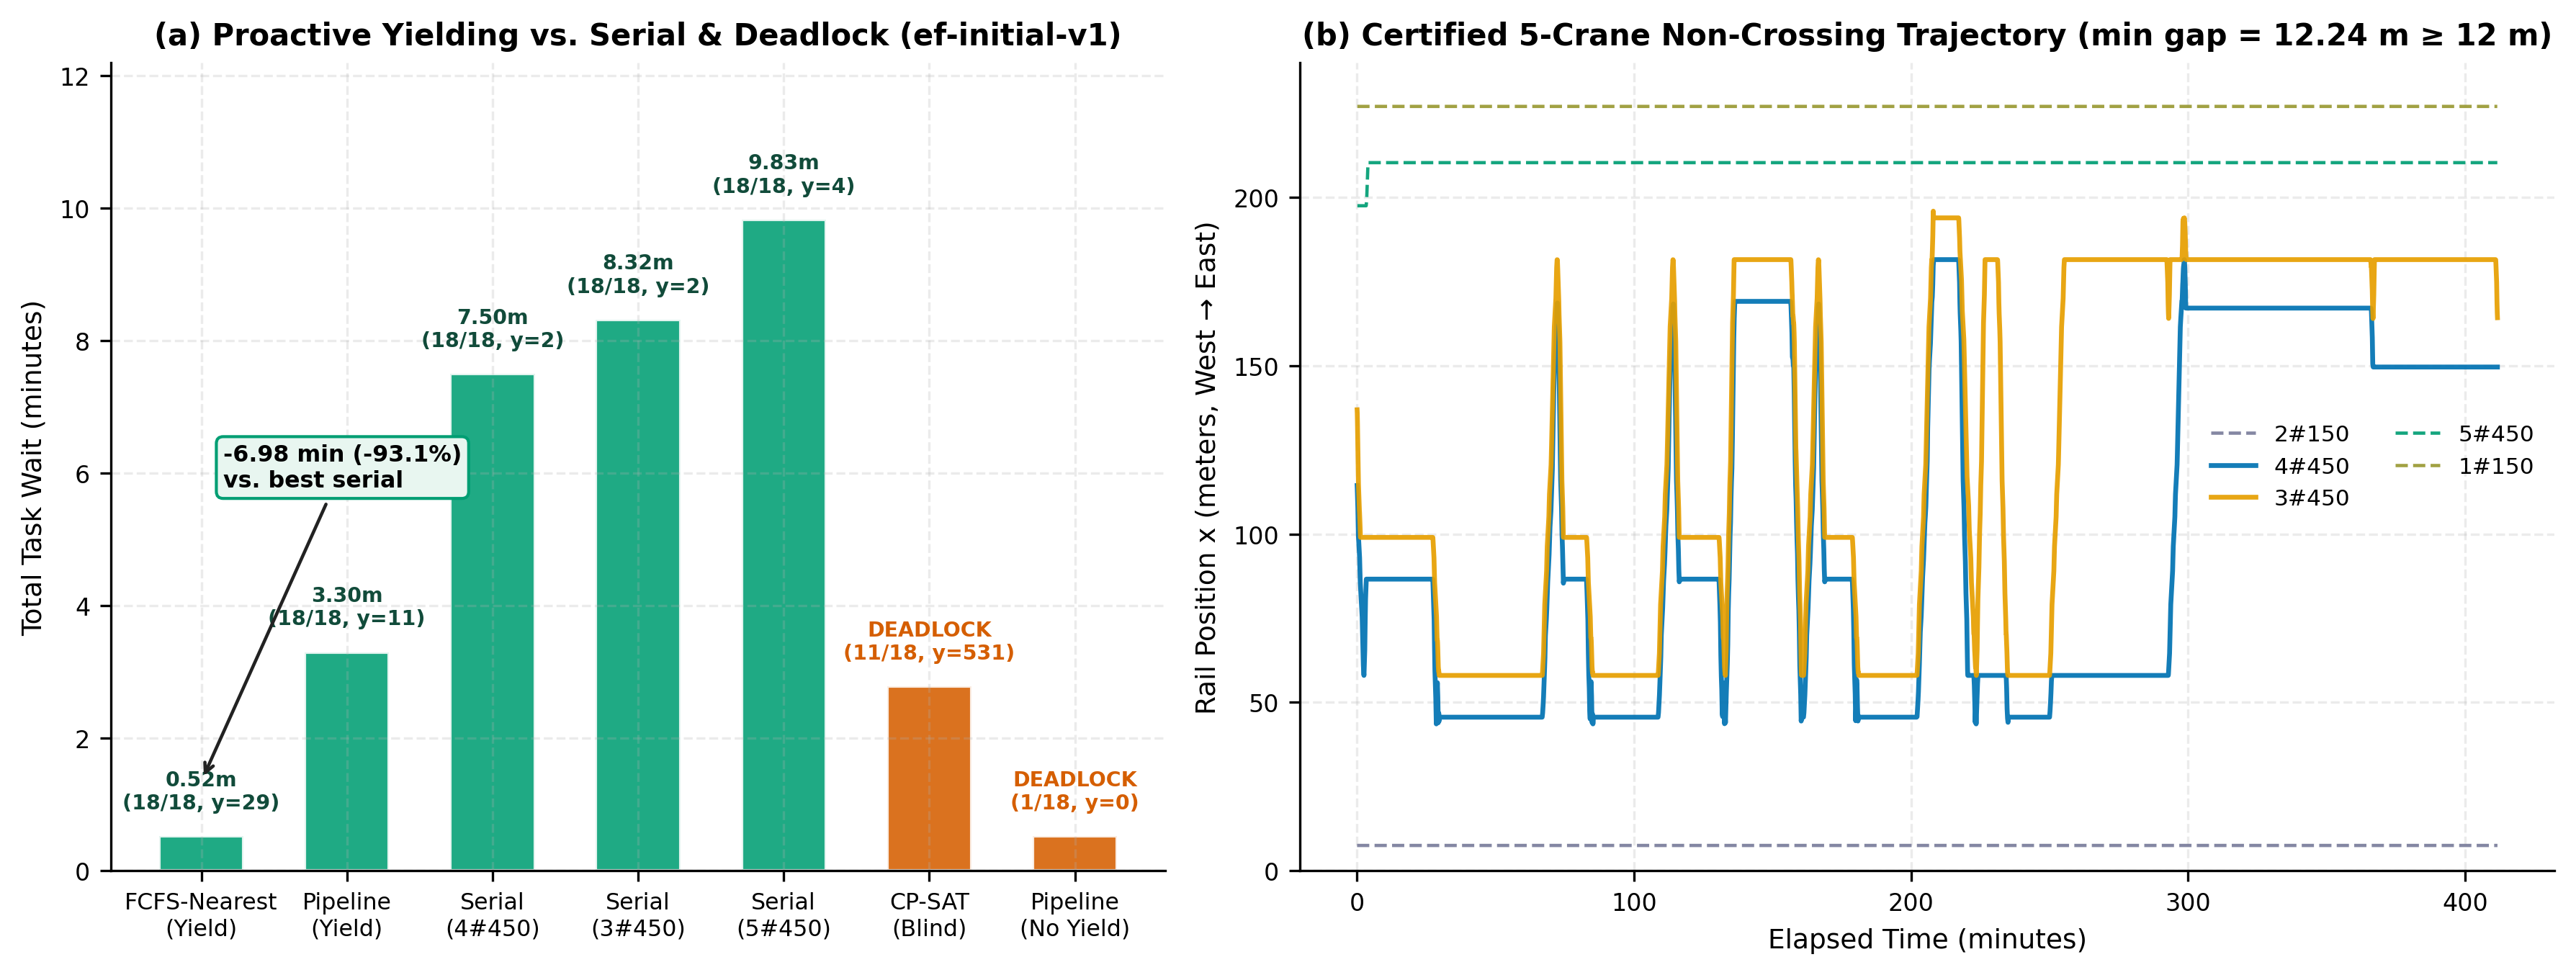 (a) Proactive Yielding vs. Serial & Deadlock (ef-initial-v1)
Total Task Wait (minutes)
12
10
8
6
4
2
0
9.83m
(18/18, y=4)
8.32m
(18/18, y=2)
7.50m
(18/18, y=2)
-6.98 min (-93.1%)
vs. best serial
3.30m
(18/18, y=11)
DEADLOCK
(11/18, y=531)
0.52m
(18/18, y=29)
DEADLOCK
(1/18, y=0)
FCFS-Nearest
(Yield)
Pipeline
(Yield)
Serial
(4#450)
Serial
(3#450)
Serial
(5#450)
CP-SAT
(Blind)
Pipeline
(No Yield)
(b) Certified 5-Crane Non-Crossing Trajectory (min gap = 12.24 m ≥ 12 m)
Rail Position x (meters, West → East)
200
150
100
50
0
2#150
4#450
3#450
5#450
1#150
0
100
200
300
400
Elapsed Time (minutes)